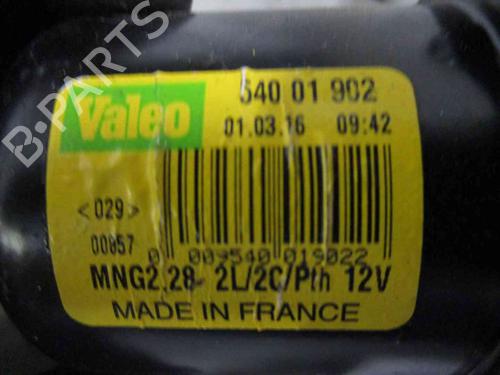 B-PARTS
Valeo
540 01 902
01.03.16 09:42
<029>
00057
0 009540 019022
MNG2.28- 2L/2C/Pth 12V
MADE IN FRANCE